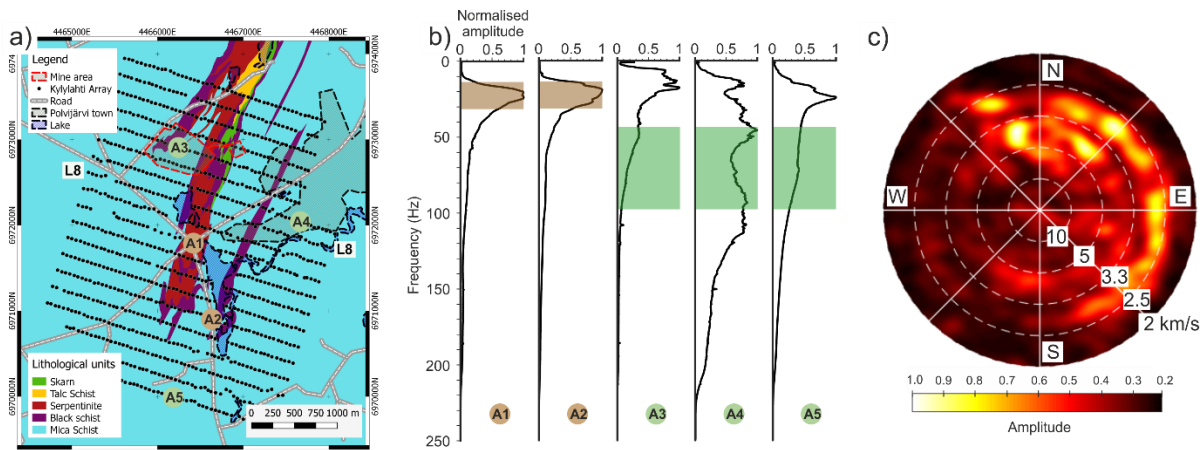 a)
4465000E 4466000E 4467000E 4468000E
6974000N
6973000N
6972000N
6971000N
6970000N
6974
Legend
Mine area
Kylylahti Array
Road
Polvijärvi town
Lake
A3
L8
A4
A1
L8
A2
A5
Lithological units
Skarn
Talc Schist
Serpentinite
Black schist
Mica Schist
0 250 500 750 1000 m
b)
Normalised
amplitude
0 0.5 1 0 0.5 1 0 0.5 1 0 0.5 1 0 0.5 1
Frequency (Hz)
0
50
100
150
200
250
A1 A2 A3 A4 A5
c)
N
W
E
S
10
5
3.3
2.5
2 km/s
1.0 0.9 0.8 0.7 0.6 0.5 0.4 0.3 0.2
Amplitude